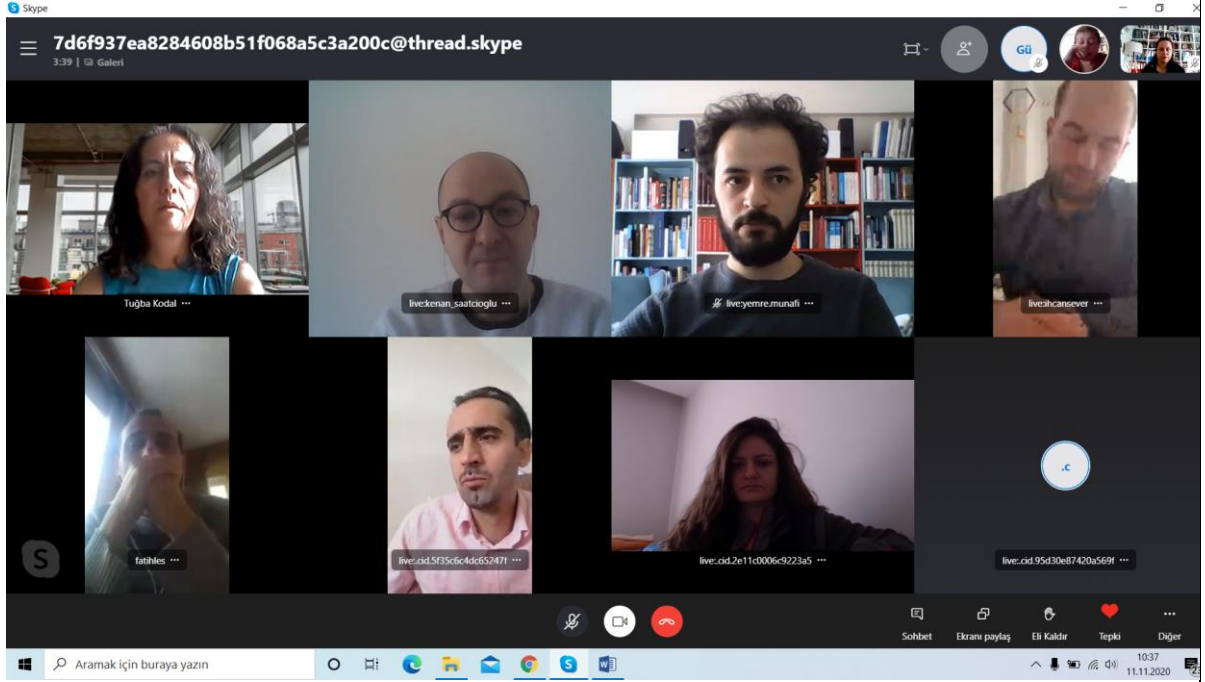 Skype
7d6f937ea8284608b51f068a5c3a200c@thread.skype
3:39 | Galeri
Gü
Tuğba Kodal ···
live:kenan_saatcioglu ···
live:yemre.munafi ···
live:ihcansever ···
fatihles ···
live:.cid.5f35c6c4dc65247f ···
live:.cid.2e11c0006c9223a5 ···
.c
live:.cid.95d30e87420a569f ···
Sohbet
Ekranı paylaş
Eli Kaldır
Tepki
Diğer
Aramak için buraya yazın
10:37
11.11.2020